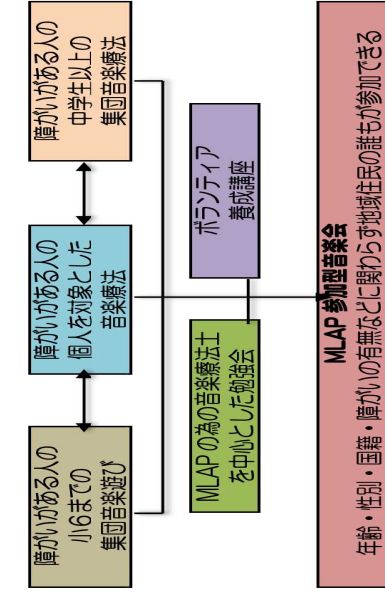 障がいがある人の
小6までの
集団音楽遊び
障がいがある人の
個人を対象とした
音楽療法
障がいがある人の
中学生以上の
集団音楽療法
MLAPの為の音楽療法士
を中心とした勉強会
ボランティア
養成講座
MLAP 参加型音楽会
年齢・性別・国籍・障がいの有無などに関わらず地域住民の誰もが参加できる